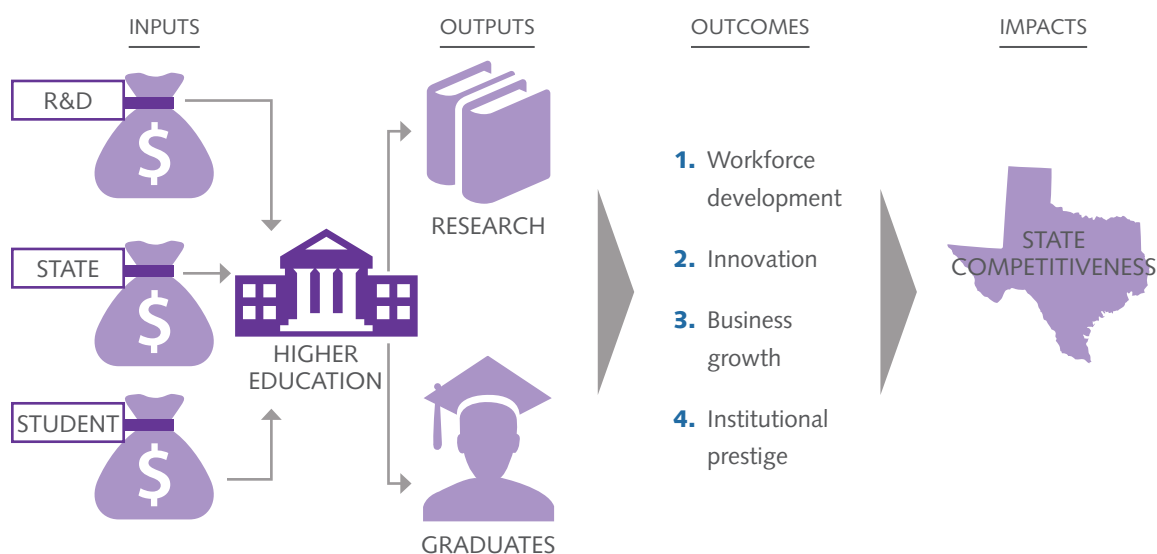 INPUTS
OUTPUTS
OUTCOMES
IMPACTS
R&D
$
STATE
$
STUDENT
$
HIGHER
EDUCATION
RESEARCH
GRADUATES
1. Workforce
development
2. Innovation
3. Business
growth
4. Institutional
prestige
STATE
COMPETITIVENESS